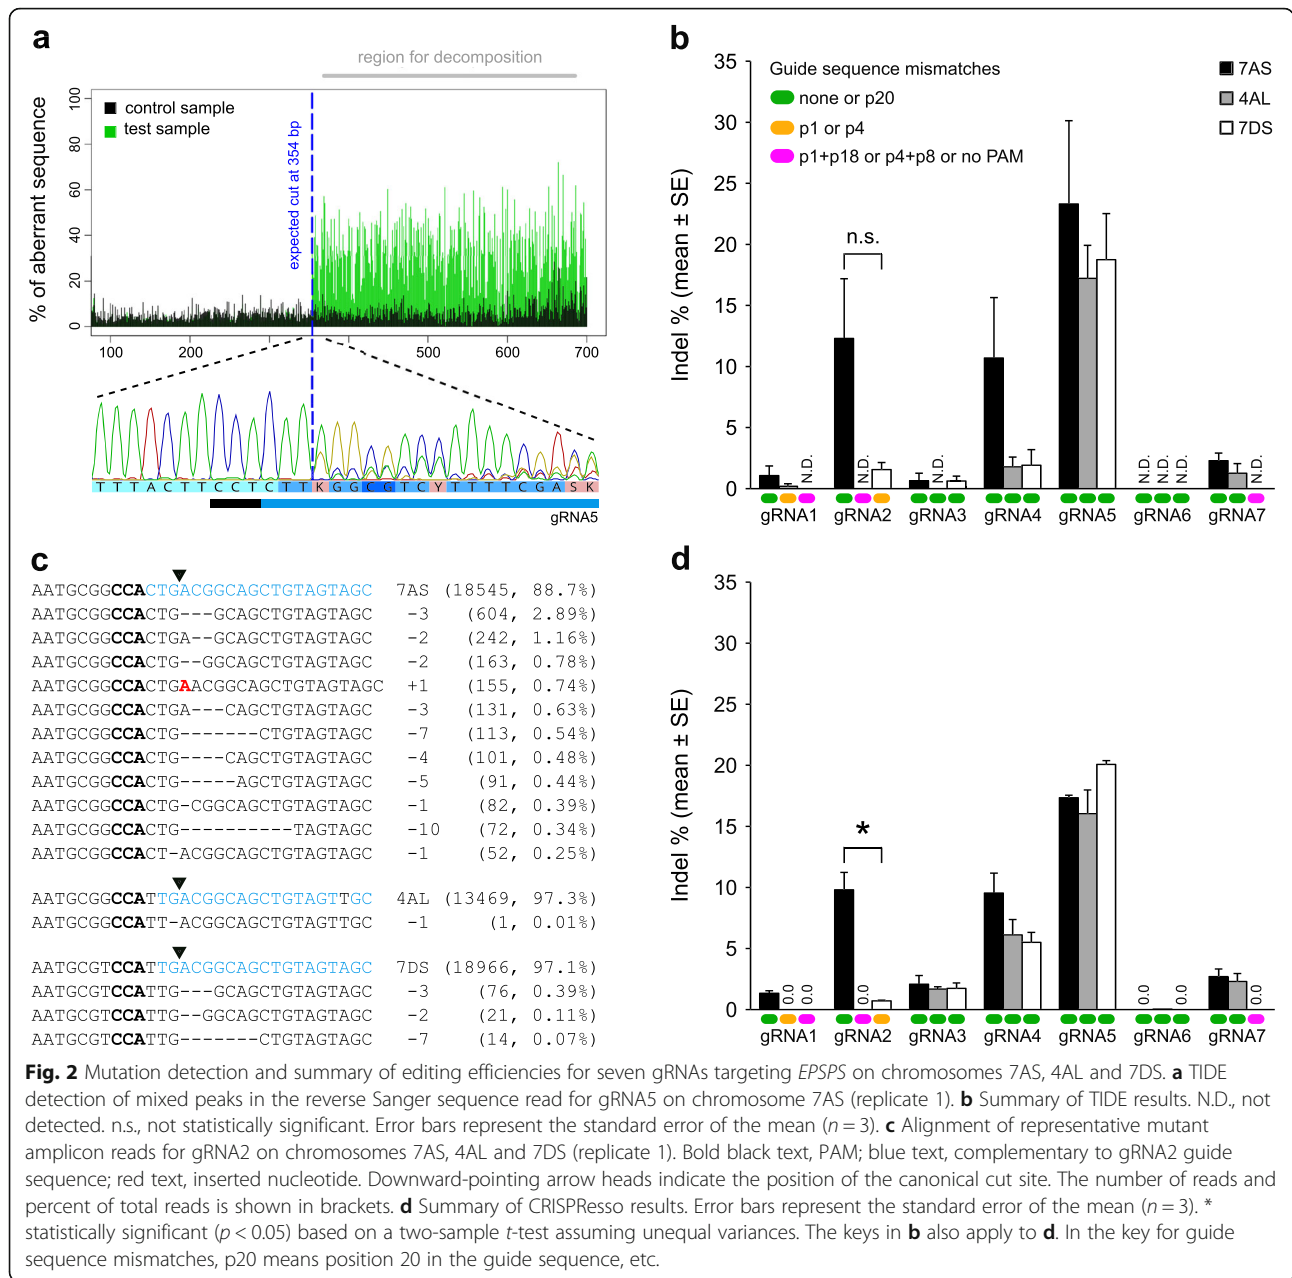 a
region for decomposition
% of aberrant sequence
100
80
60
40
20
0
control sample
test sample
expected cut at 354 bp
100
200
500
600
700
T T T A C T T C C T C T T K G G C G T C Y T T T T C G A S K
gRNA5
b
Indel % (mean ± SE)
35
30
25
20
15
10
5
0
Guide sequence mismatches
none or p20
p1 or p4
p1+p18 or p4+p8 or no PAM
7AS
4AL
7DS
n.s.
N.D.
N.D.
N.D.
N.D.
N.D.
N.D.
N.D.
gRNA1 gRNA2 gRNA3 gRNA4 gRNA5 gRNA6 gRNA7
c
AATGCGGCCACTGACGGCAGCTGTAGTAGC 7AS (18545, 88.7%)
AATGCGGCCACTG---GCAGCTGTAGTAGC -3 (604, 2.89%)
AATGCGGCCACTGA--GCAGCTGTAGTAGC -2 (242, 1.16%)
AATGCGGCCACTG--GGCAGCTGTAGTAGC -2 (163, 0.78%)
AATGCGGCCACTGAACGGCAGCTGTAGTAGC +1 (155, 0.74%)
AATGCGGCCACTGA---CAGCTGTAGTAGC -3 (131, 0.63%)
AATGCGGCCACTG-------CTGTAGTAGC -7 (113, 0.54%)
AATGCGGCCACTG----CAGCTGTAGTAGC -4 (101, 0.48%)
AATGCGGCCACTG-----AGCTGTAGTAGC -5 (91, 0.44%)
AATGCGGCCACTG-CGGCAGCTGTAGTAGC -1 (82, 0.39%)
AATGCGGCCACTG----------TAGTAGC -10 (72, 0.34%)
AATGCGGCCACT-ACGGCAGCTGTAGTAGC -1 (52, 0.25%)
AATGCGGCCATTGACGGCAGCTGTAGTTGC 4AL (13469, 97.3%)
AATGCGGCCATT-ACGGCAGCTGTAGTTGC -1 (1, 0.01%)
AATGCGTCCATTGACGGCAGCTGTAGTAGC 7DS (18966, 97.1%)
AATGCGTCCATTG---GCAGCTGTAGTAGC -3 (76, 0.39%)
AATGCGTCCATTG--GGCAGCTGTAGTAGC -2 (21, 0.11%)
AATGCGTCCATTG-------CTGTAGTAGC -7 (14, 0.07%)
d
Indel % (mean ± SE)
35
30
25
20
15
10
5
0
*
0.0
0.0
0.0
0.0
0.0
0.0
gRNA1 gRNA2 gRNA3 gRNA4 gRNA5 gRNA6 gRNA7
Fig. 2 Mutation detection and summary of editing efficiencies for seven gRNAs targeting EPSPS on chromosomes 7AS, 4AL and 7DS. a TIDE
detection of mixed peaks in the reverse Sanger sequence read for gRNA5 on chromosome 7AS (replicate 1). b Summary of TIDE results. N.D., not
detected. n.s., not statistically significant. Error bars represent the standard error of the mean (n = 3). c Alignment of representative mutant
amplicon reads for gRNA2 on chromosomes 7AS, 4AL and 7DS (replicate 1). Bold black text, PAM; blue text, complementary to gRNA2 guide
sequence; red text, inserted nucleotide. Downward-pointing arrow heads indicate the position of the canonical cut site. The number of reads and
percent of total reads is shown in brackets. d Summary of CRISPResso results. Error bars represent the standard error of the mean (n = 3). *
statistically significant (p < 0.05) based on a two-sample t-test assuming unequal variances. The keys in b also apply to d. In the key for guide
sequence mismatches, p20 means position 20 in the guide sequence, etc.